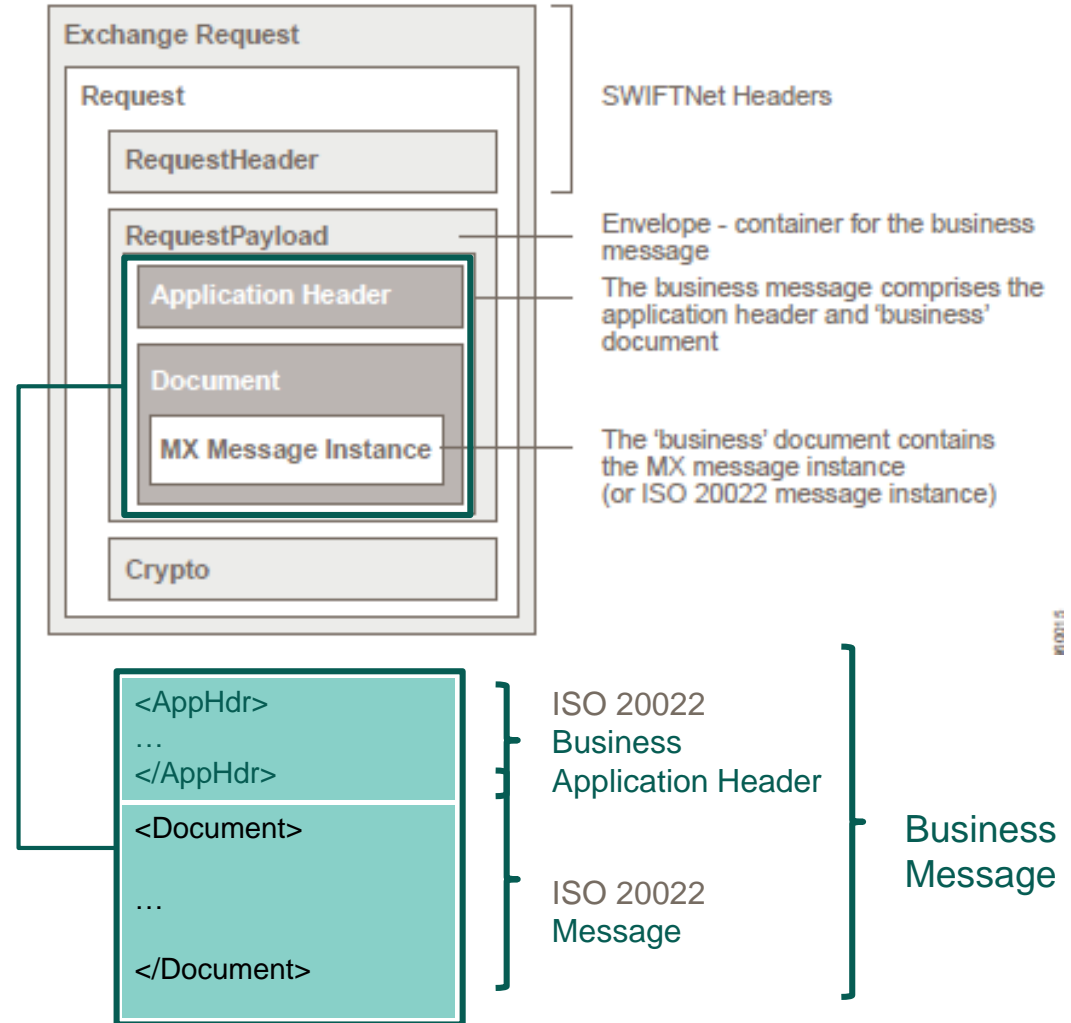 Exchange Request
Request
SWIFTNet Headers
RequestHeader
RequestPayload
Envelope - container for the business
message
Application Header
The business message comprises the
application header and ‘business’
document
Document
MX Message Instance
The ‘business’ document contains
the MX message instance
(or ISO 20022 message instance)
Crypto
<AppHdr>
…
</AppHdr>
ISO 20022
Business
Application Header
<Document>
…
</Document>
ISO 20022
Message
Business
Message